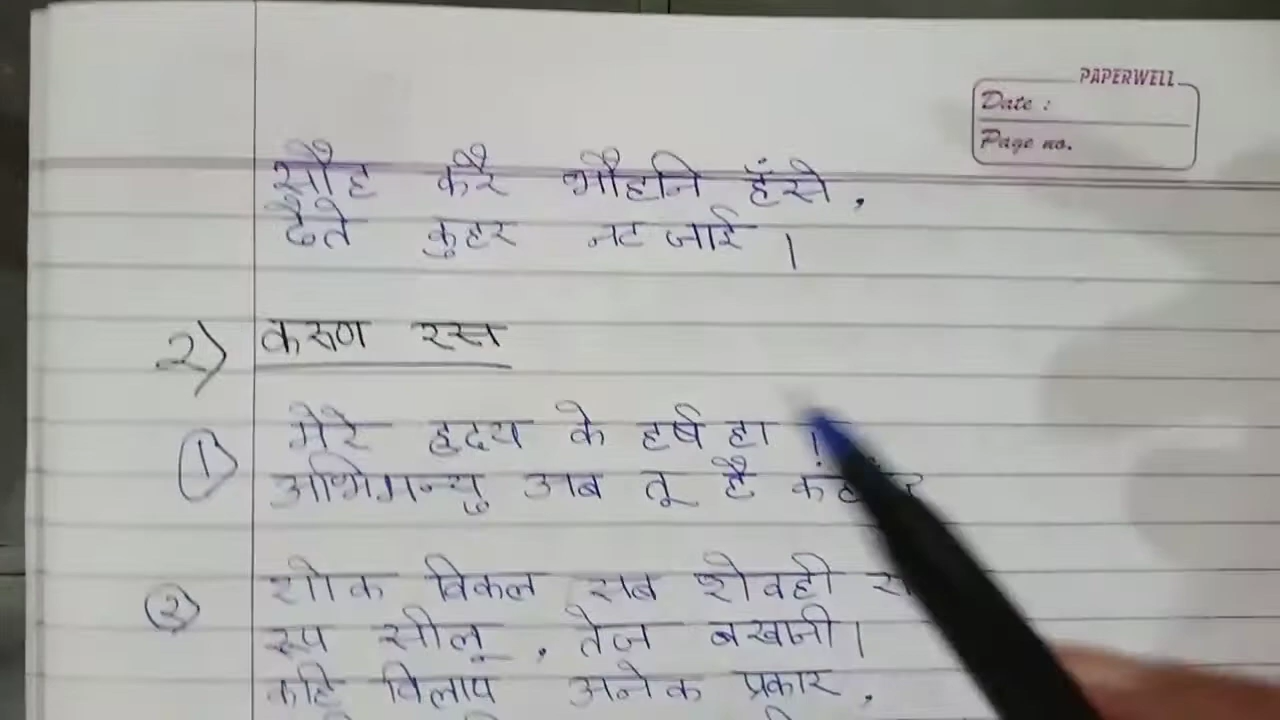 PAPERWELL
Date :
Page no.
सौह करै भौहनि हँसे,
दैते कुहर नट जाई।
२) करुण रस
① मेरे हृदय के हर्ष हा !
अभिमन्यु अब तू है
② शोक विकल सब रोवही
रूप सीलू, तेज बखानी।
कहि विलाप अनेक प्रकार,